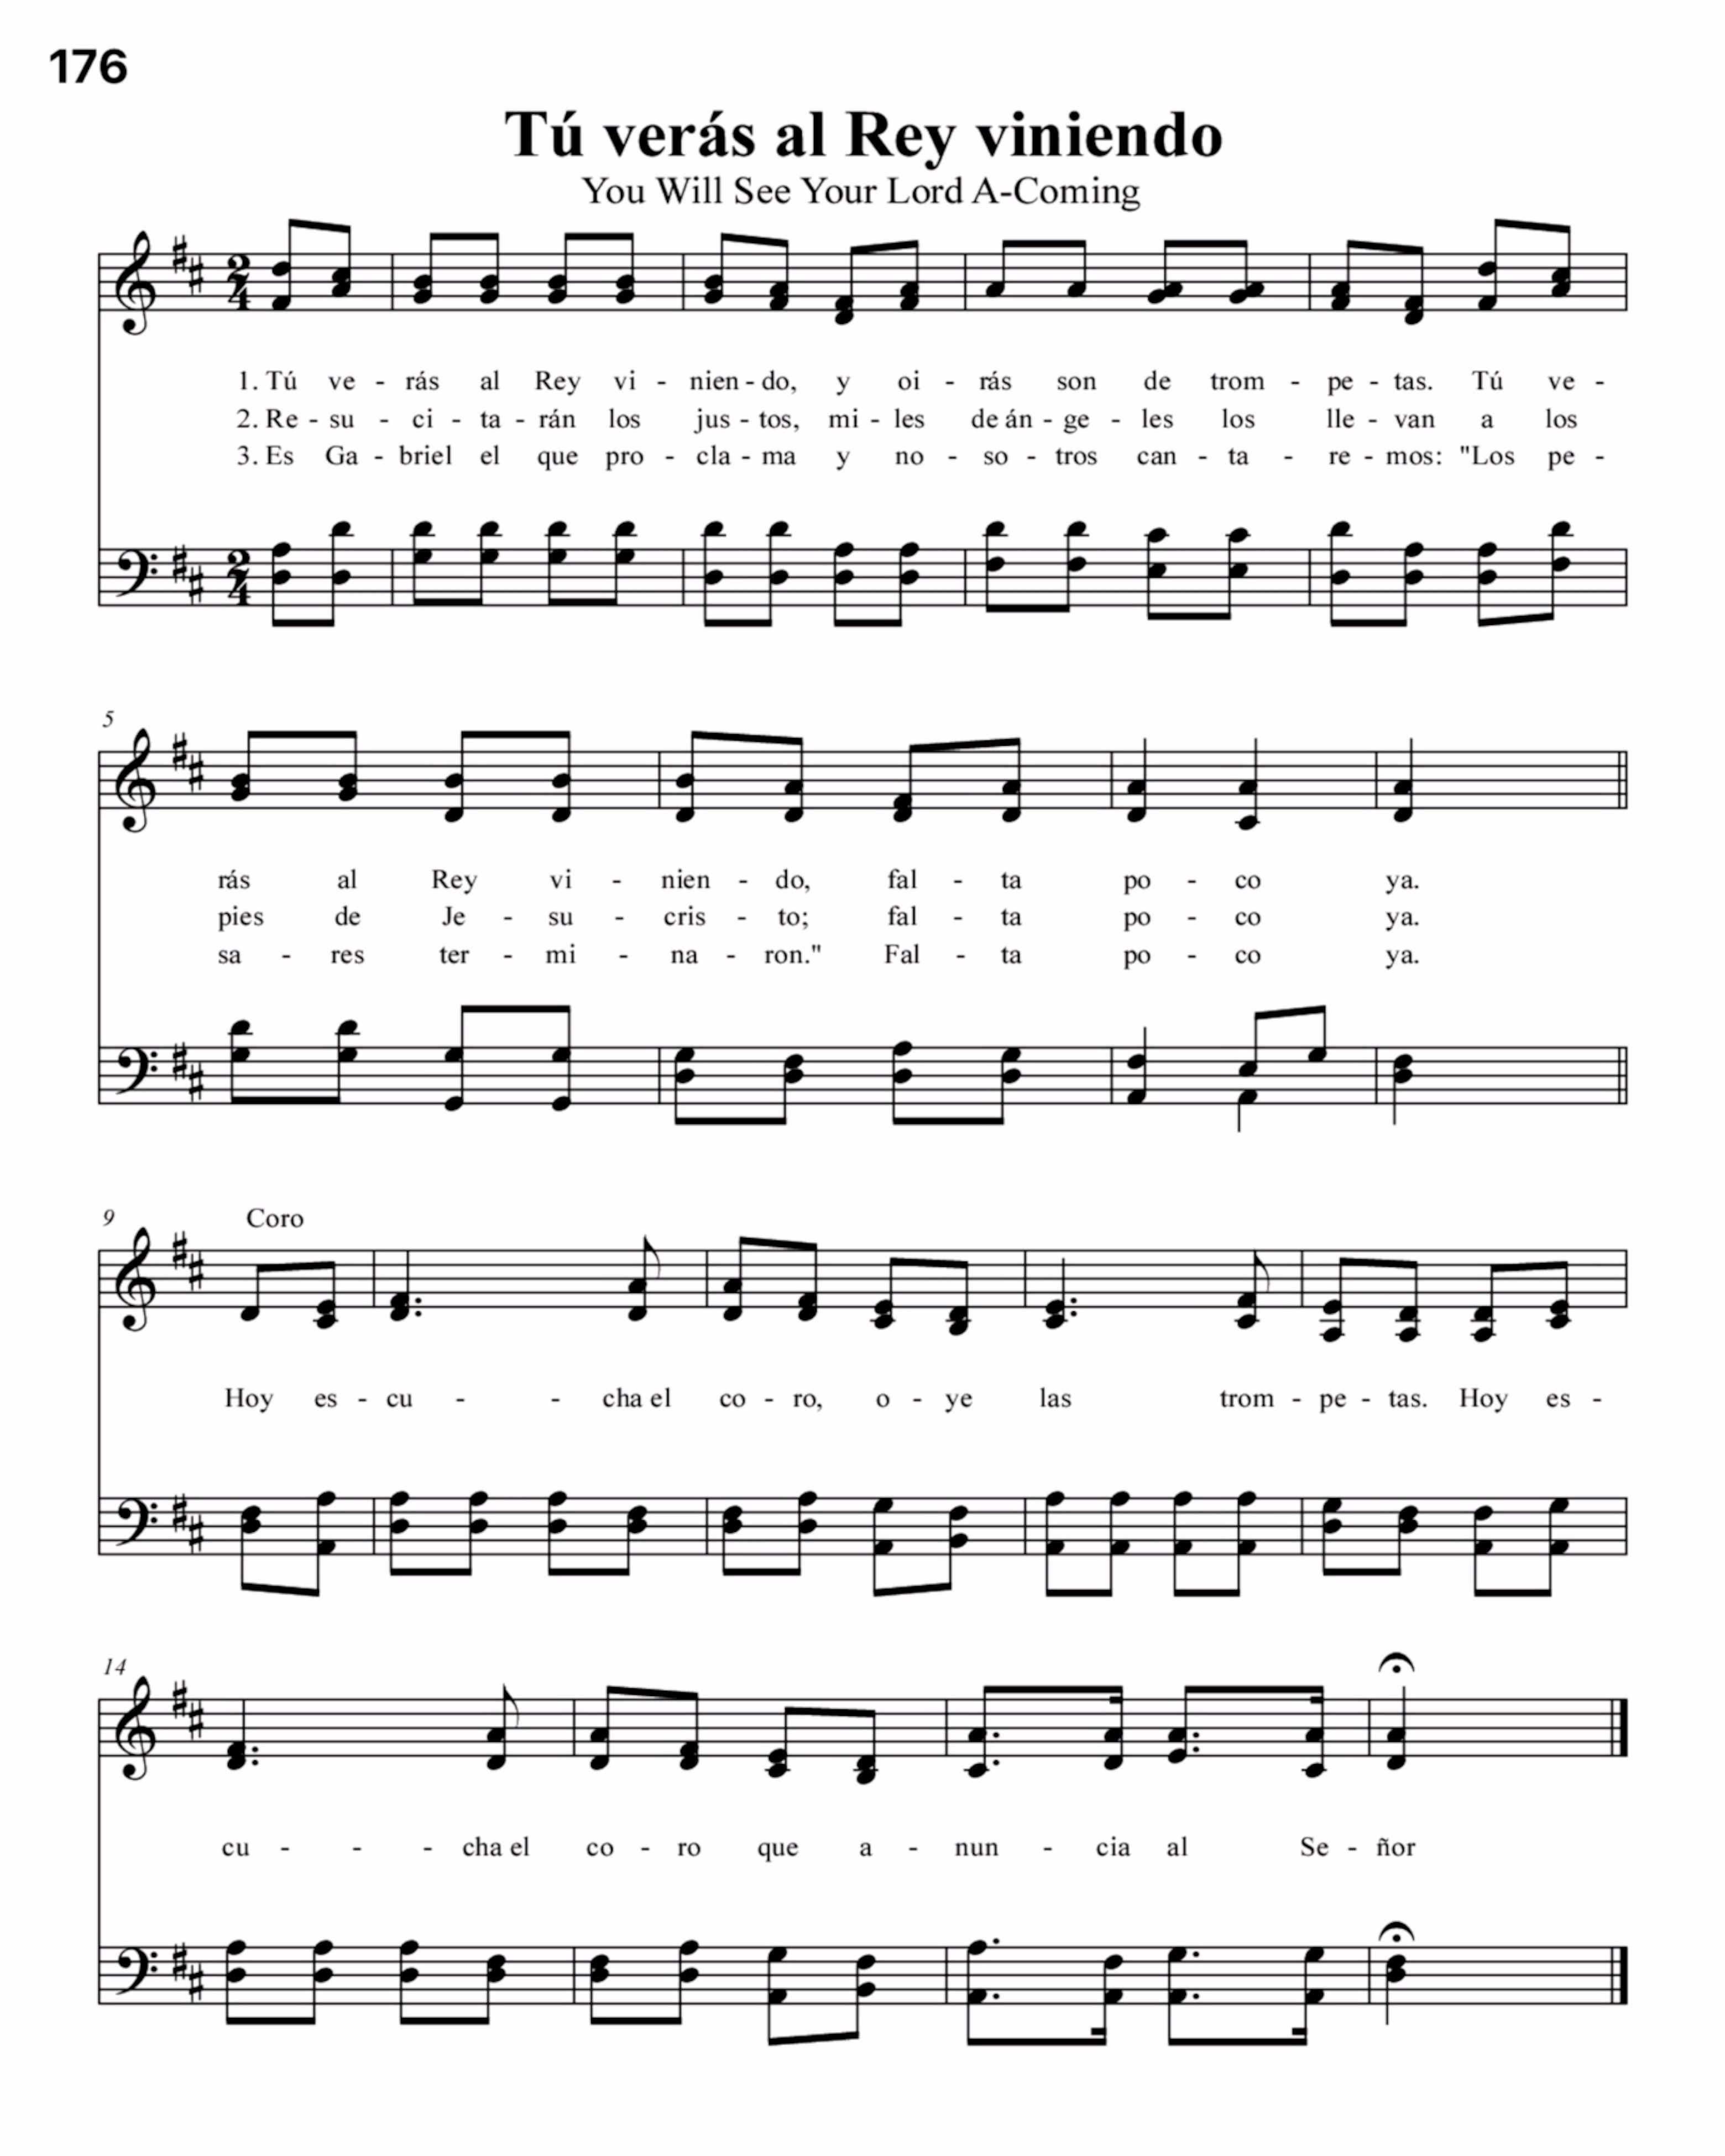 176
Tú verás al Rey viniendo
You Will See Your Lord A-Coming
1. Tú ve - rás al Rey vi - nien - do, y oi - rás son de trom - pe - tas. Tú ve -
2. Re - su - ci - ta - rán los jus - tos, mi - les de án - ge - les los lle - van a los
3. Es Ga - briel el que pro - cla - ma y no - so - tros can - ta - re - mos: "Los pe -
5
rás al Rey vi - nien - do, fal - ta po - co ya.
pies de Je - su - cris - to; fal - ta po - co ya.
sa - res ter - mi - na - ron." Fal - ta po - co ya.
9 Coro
Hoy es - cu - - cha el co - ro, o - ye las trom - pe - tas. Hoy es -
14
cu - - - cha el co - ro que a - nun - cia al Se - ñor